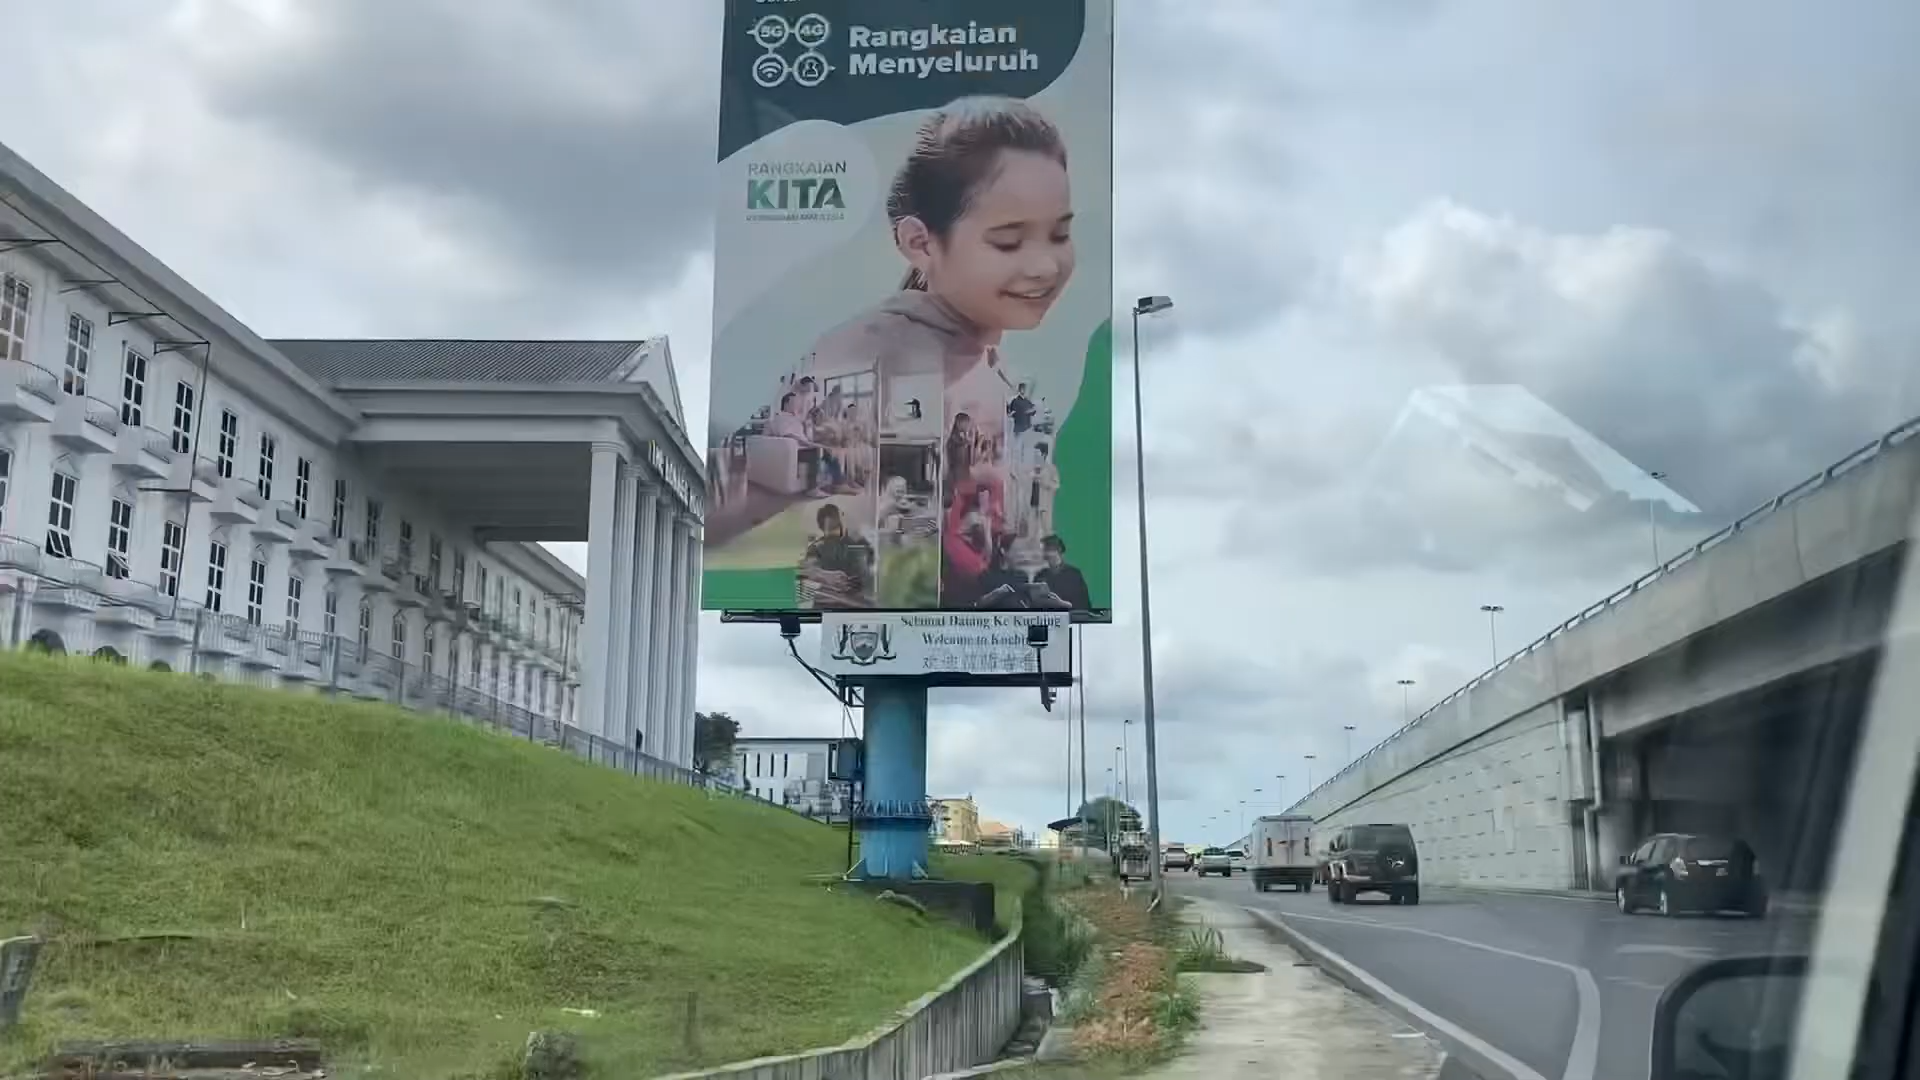 5G 4G
Rangkaian
Menyeluruh
RANGKAIAN
KITA
Selamat Datang Ke Kuching
Welcome to Kuching